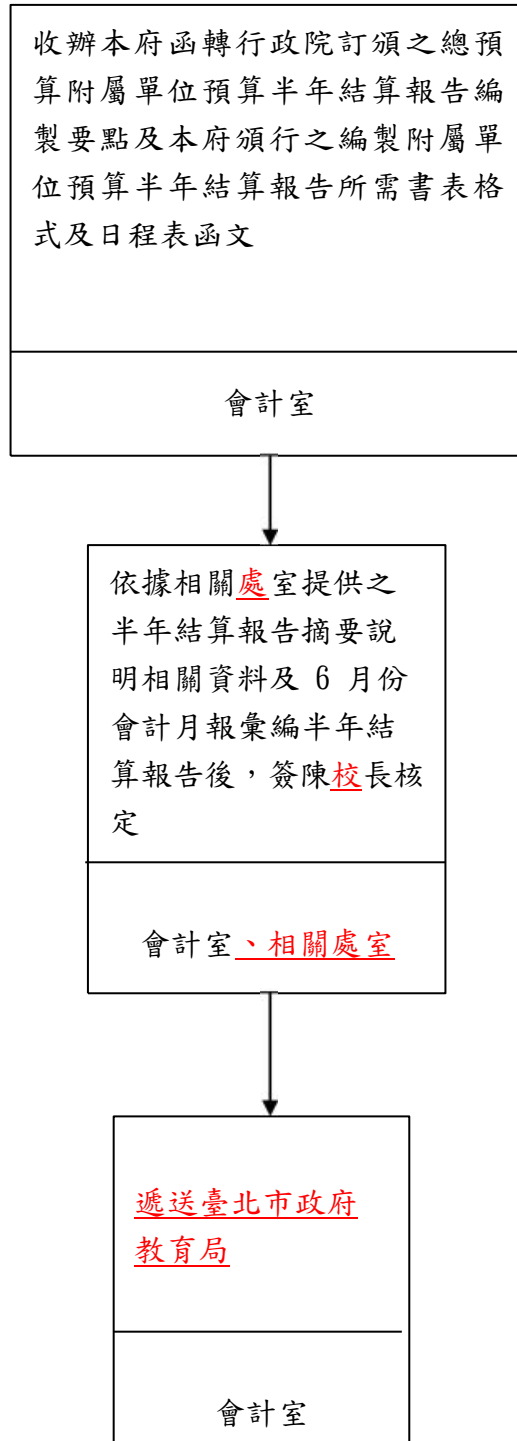 收辦本府函轉行政院訂頒之總預
算附屬單位預算半年結算報告編
製要點及本府頒行之編製附屬單
位預算半年結算報告所需書表格
式及日程表函文
會計室
依據相關處室提供之
半年結算報告摘要說
明相關資料及 6 月份
會計月報彙編半年結
算報告後，簽陳校長核
定
會計室、相關處室
遞送臺北市政府
教育局
會計室